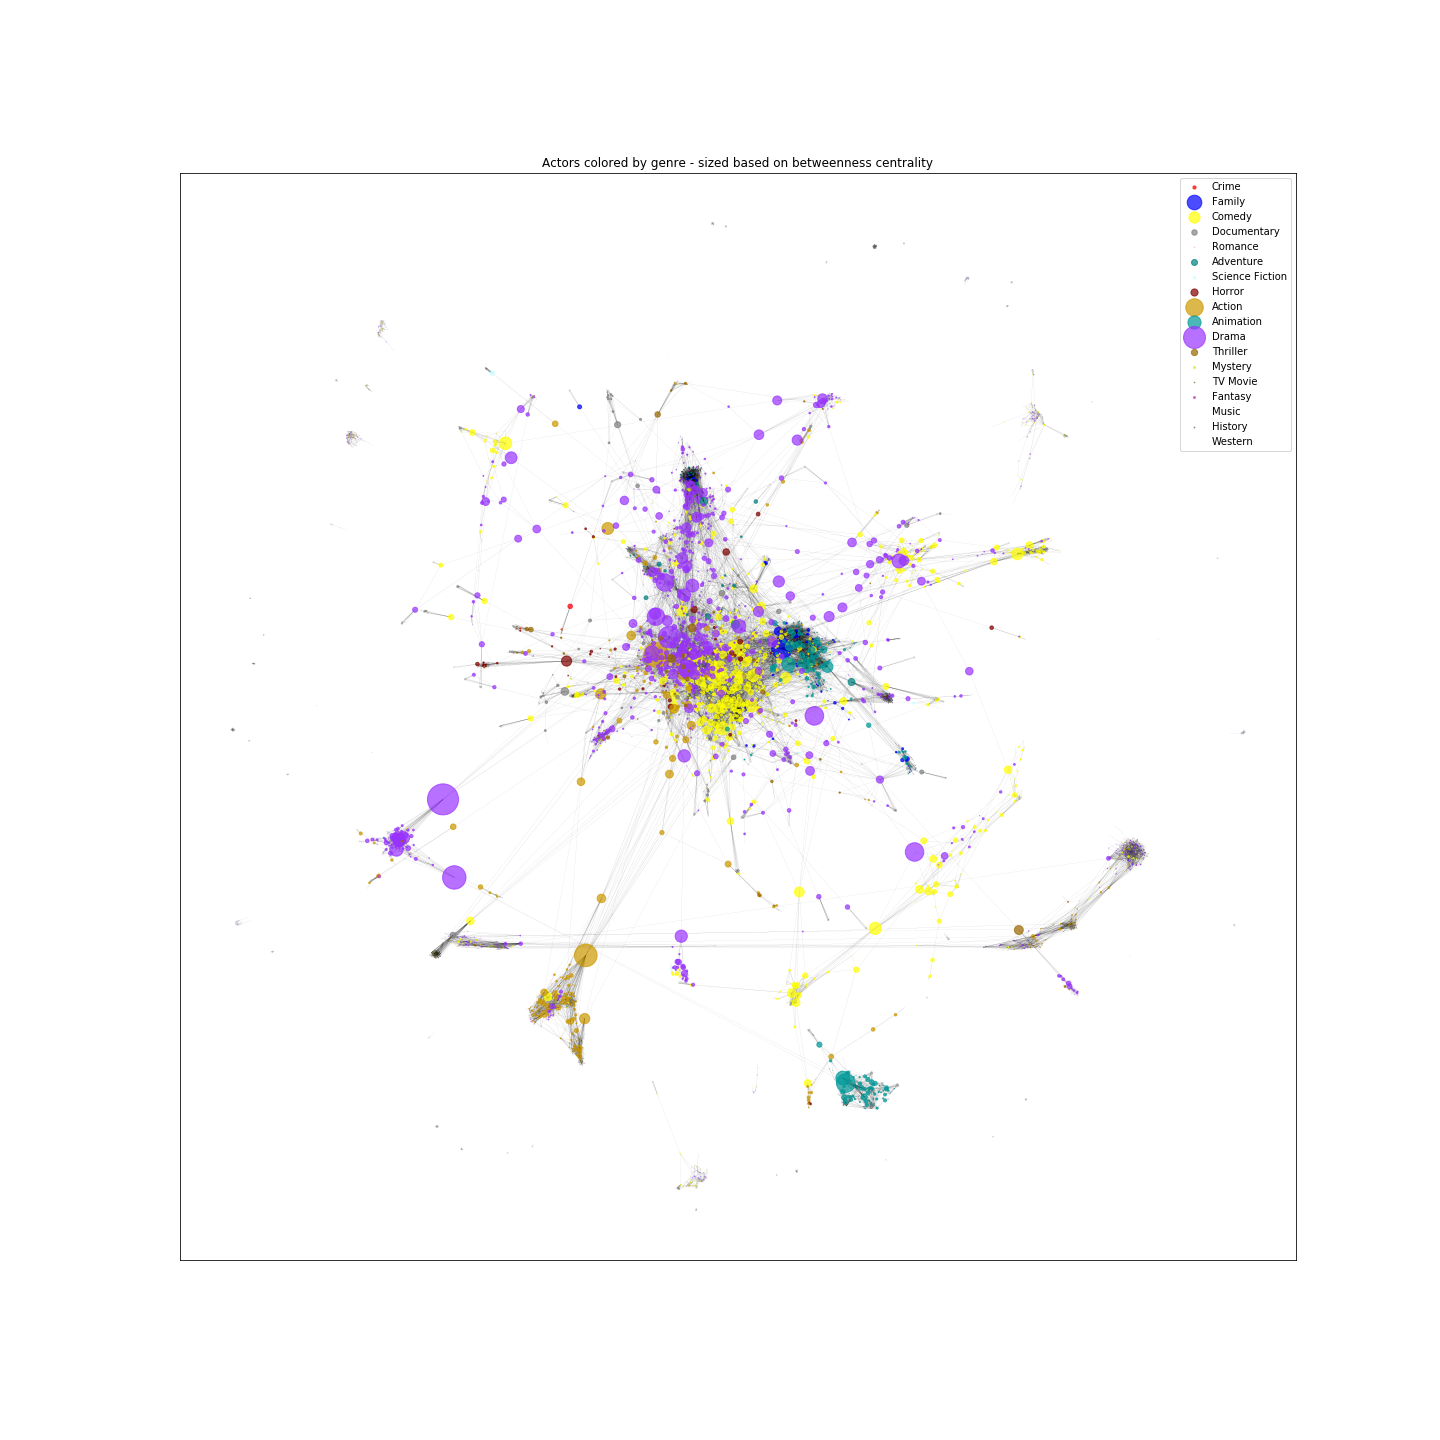 Actors colored by genre - sized based on betweenness centrality
Crime
Family
Comedy
Documentary
Romance
Adventure
Science Fiction
Horror
Action
Animation
Drama
Thriller
Mystery
TV Movie
Fantasy
Music
History
Western